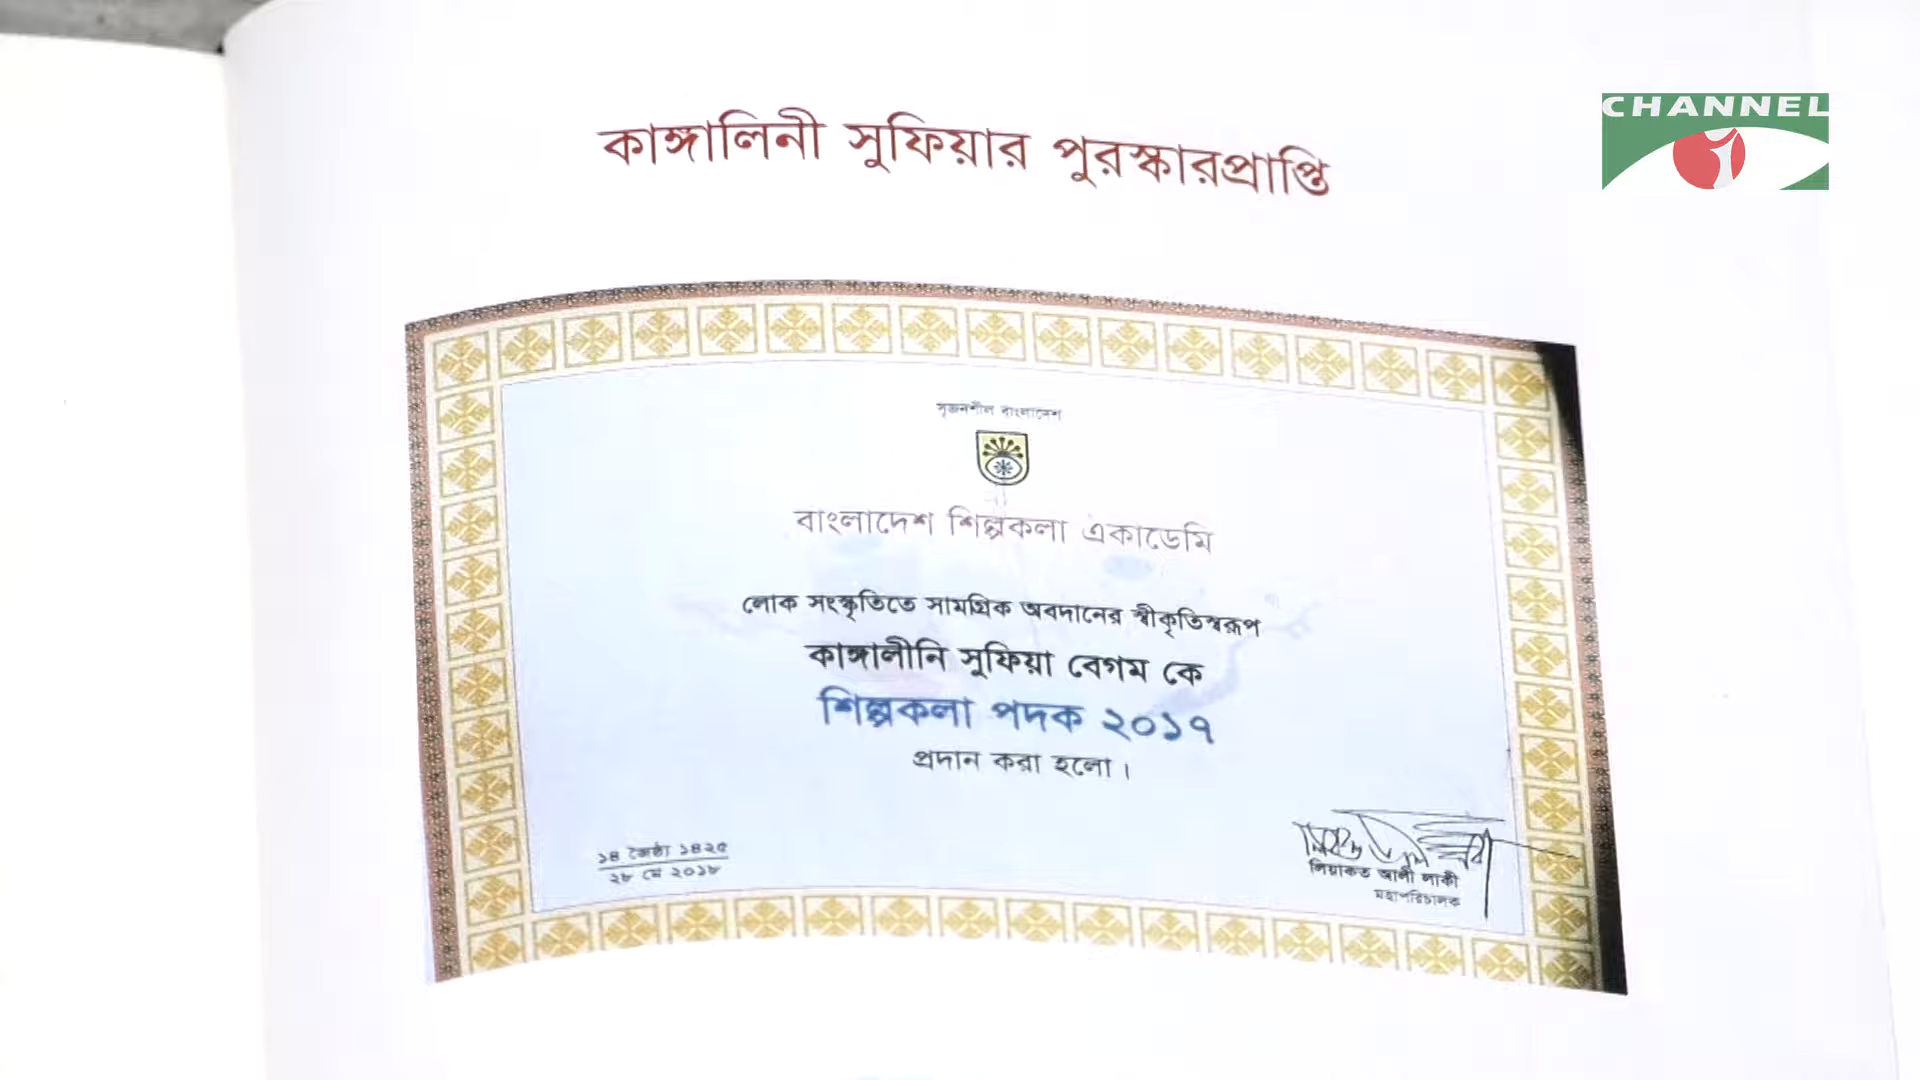 কাঙ্গালিনী সুফিয়ার পুরস্কারপ্রাপ্তি
CHANNEL i
সৃজনশীল বাংলাদেশ
বাংলাদেশ শিল্পকলা একাডেমি
লোক সংস্কৃতিতে সামগ্রিক অবদানের স্বীকৃতিস্বরূপ
কাঙ্গালীনি সুফিয়া বেগম কে
শিল্পকলা পদক ২০১৭
প্রদান করা হলো।
১৪ জ্যৈষ্ঠ ১৪২৫
২৮ মে ২০১৮
লিয়াকত আলী লাকী
মহাপরিচালক